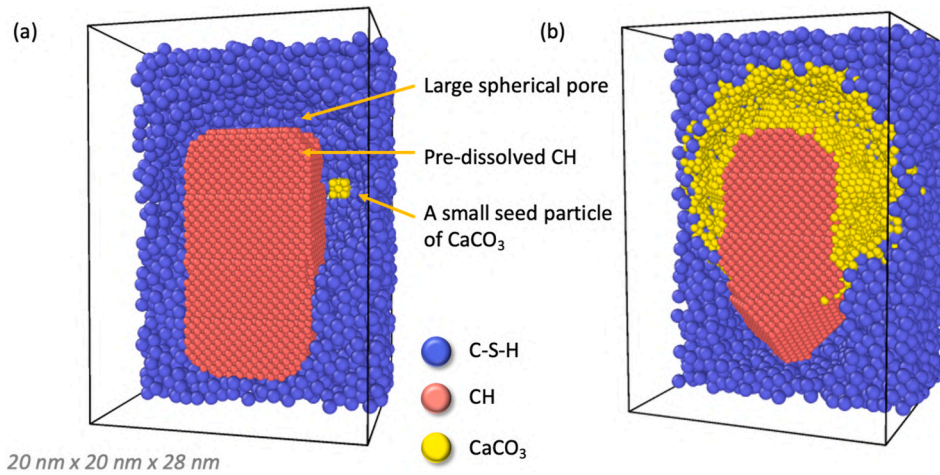 (a)
(b)
Large spherical pore
Pre-dissolved CH
A small seed particle
of CaCO₃
C-S-H
CH
CaCO₃
20 nm x 20 nm x 28 nm